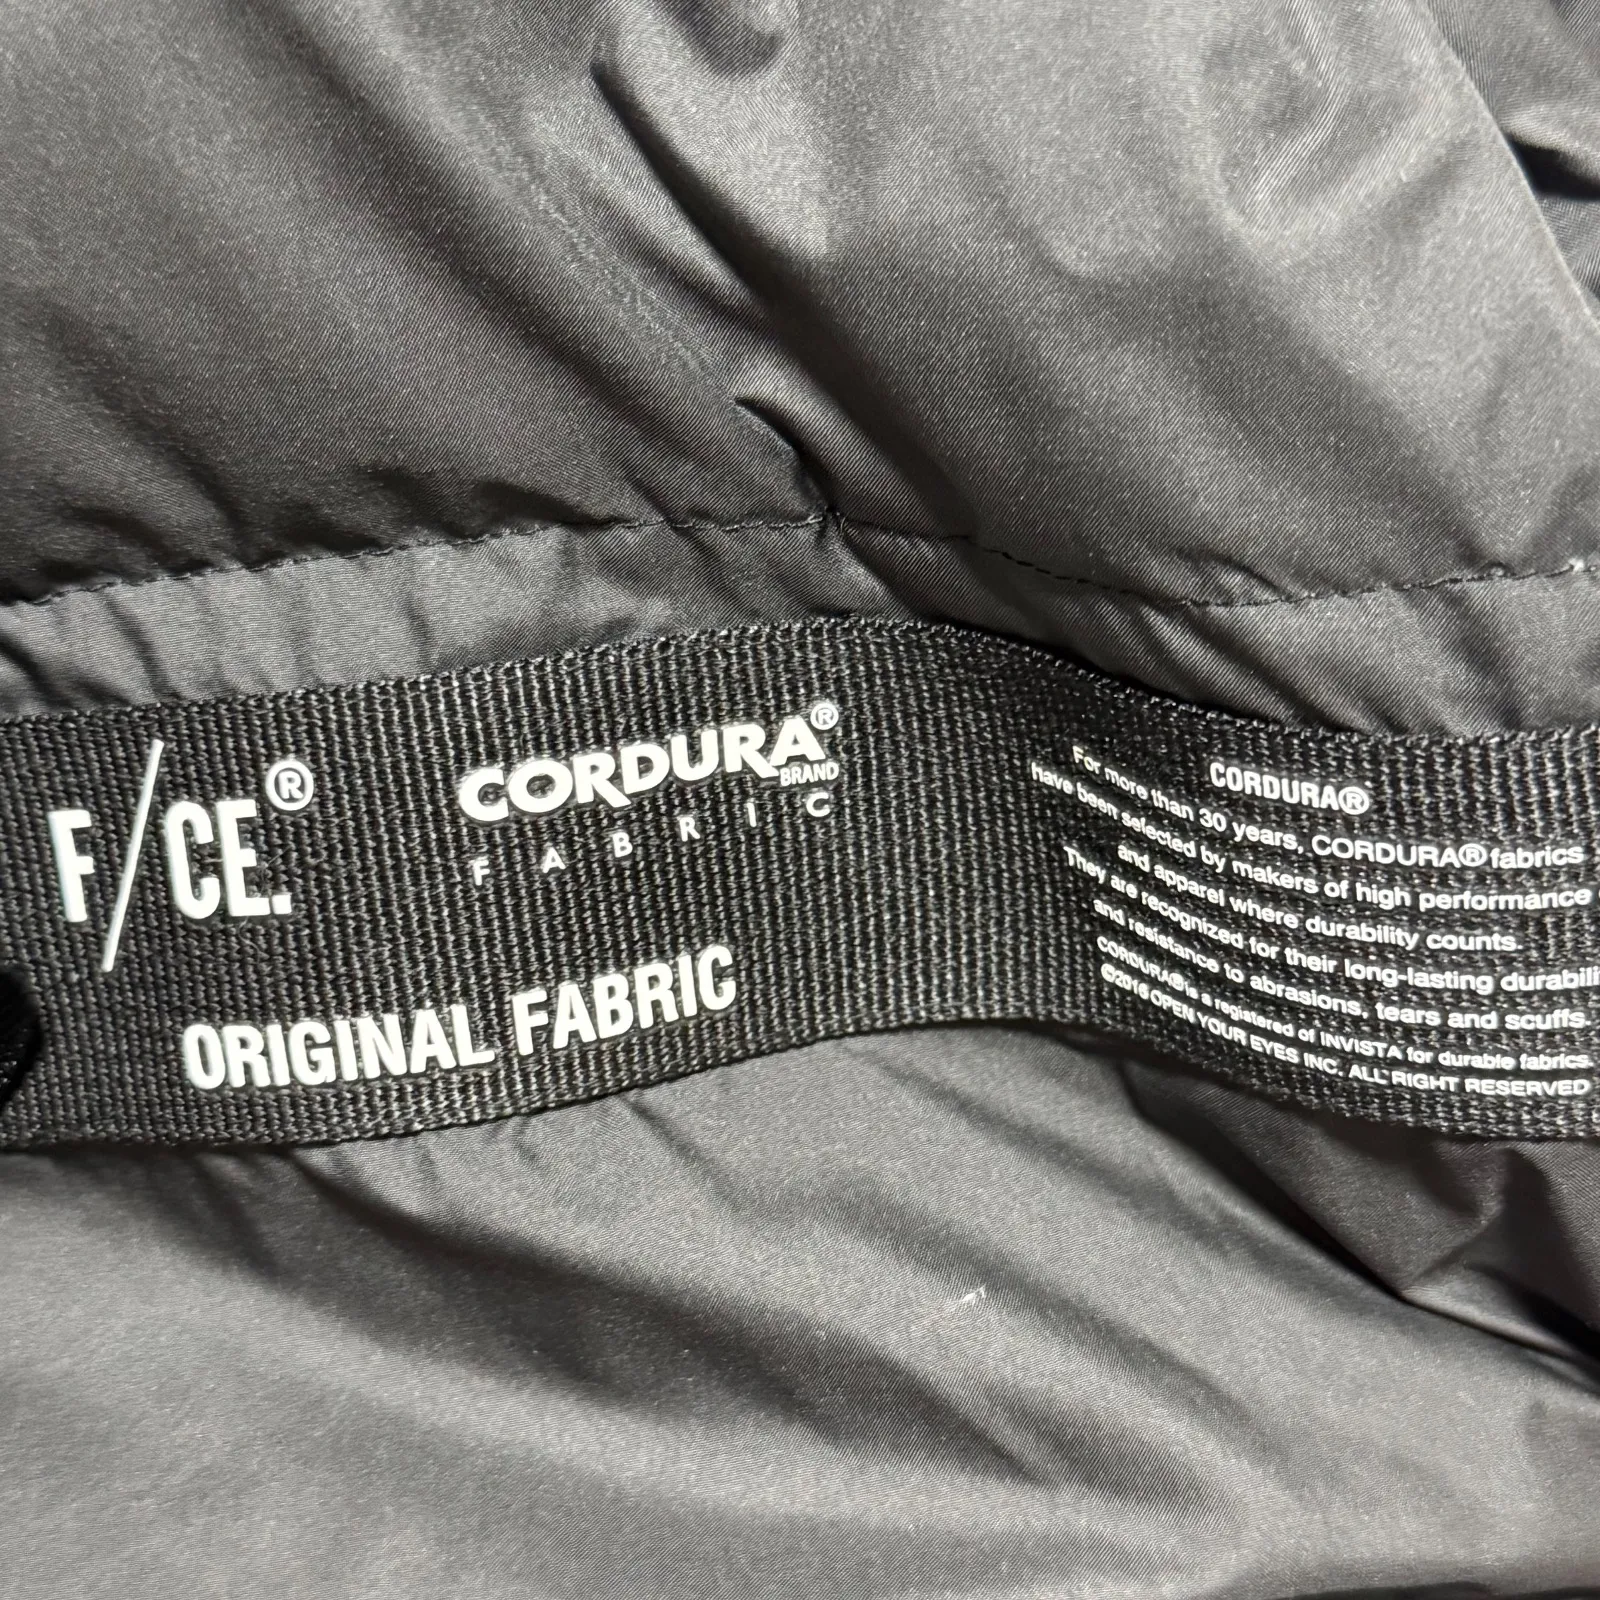 F/CE.®
CORDURA®
BRAND
FABRIC
ORIGINAL FABRIC
CORDURA®
For more than 30 years, CORDURA® fabrics
have been selected by makers of high performance
and apparel where durability counts.
They are recognized for their long-lasting durabili
and resistance to abrasions, tears and scuffs.
CORDURA® is a registered of INVISTA for durable fabrics.
©2016 OPEN YOUR EYES INC. ALL RIGHT RESERVED